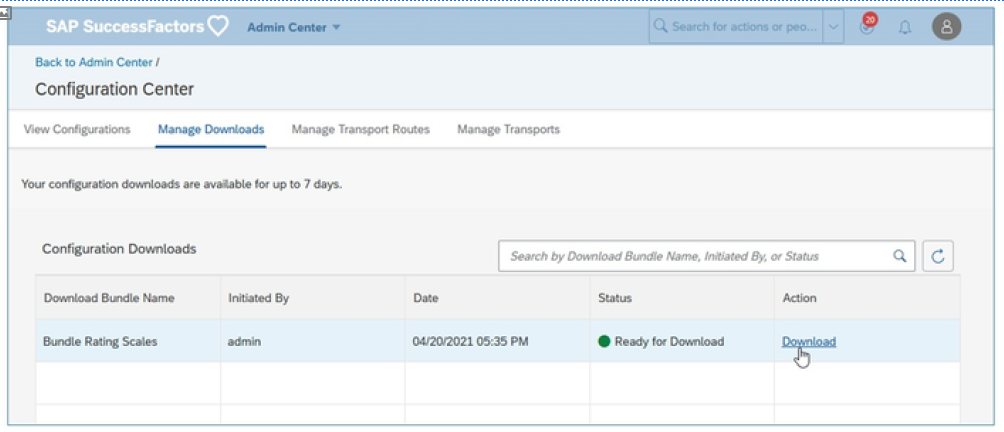 SAP SuccessFactors Admin Center Search for actions or peo... 20
Back to Admin Center /
Configuration Center
View Configurations Manage Downloads Manage Transport Routes Manage Transports
Your configuration downloads are available for up to 7 days.
Configuration Downloads Search by Download Bundle Name, Initiated By, or Status
Download Bundle Name Initiated By Date Status Action
Bundle Rating Scales admin 04/20/2021 05:35 PM Ready for Download Download